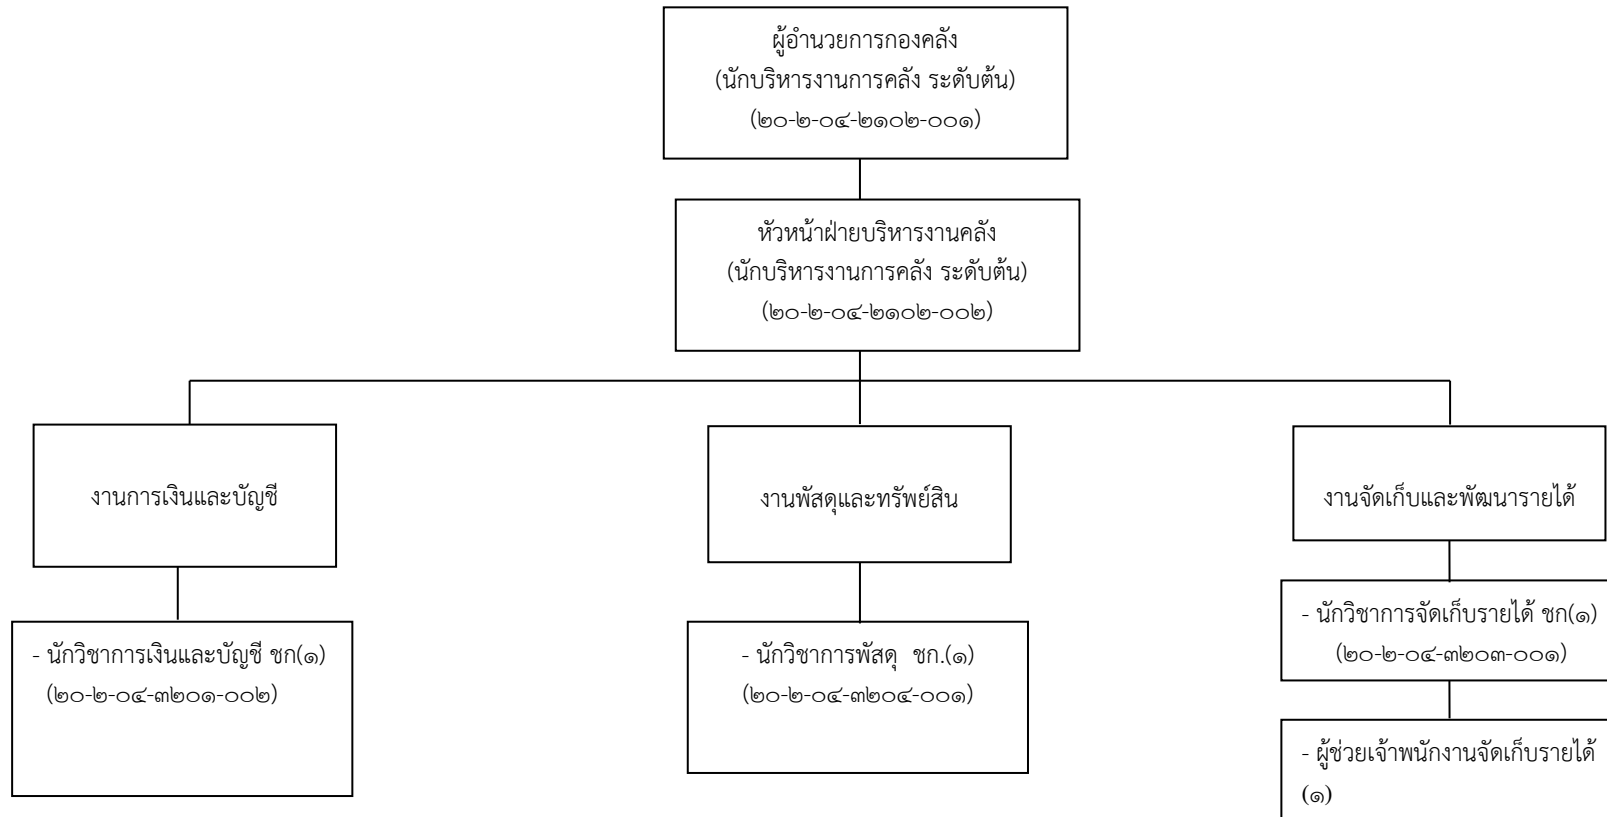 ผู้อำนวยการกองคลัง
(นักบริหารงานการคลัง ระดับต้น)
(๒๐-๒-๐๔-๒๑๐๒-๐๐๑)
หัวหน้าฝ่ายบริหารงานคลัง
(นักบริหารงานการคลัง ระดับต้น)
(๒๐-๒-๐๔-๒๑๐๒-๐๐๒)
งานการเงินและบัญชี
- นักวิชาการเงินและบัญชี ชก(๑)
(๒๐-๒-๐๔-๓๒๐๑-๐๐๒)
งานพัสดุและทรัพย์สิน
- นักวิชาการพัสดุ ชก.(๑)
(๒๐-๒-๐๔-๓๒๐๔-๐๐๑)
งานจัดเก็บและพัฒนารายได้
- นักวิชาการจัดเก็บรายได้ ชก(๑)
(๒๐-๒-๐๔-๓๒๐๓-๐๐๑)
- ผู้ช่วยเจ้าพนักงานจัดเก็บรายได้
(๑)